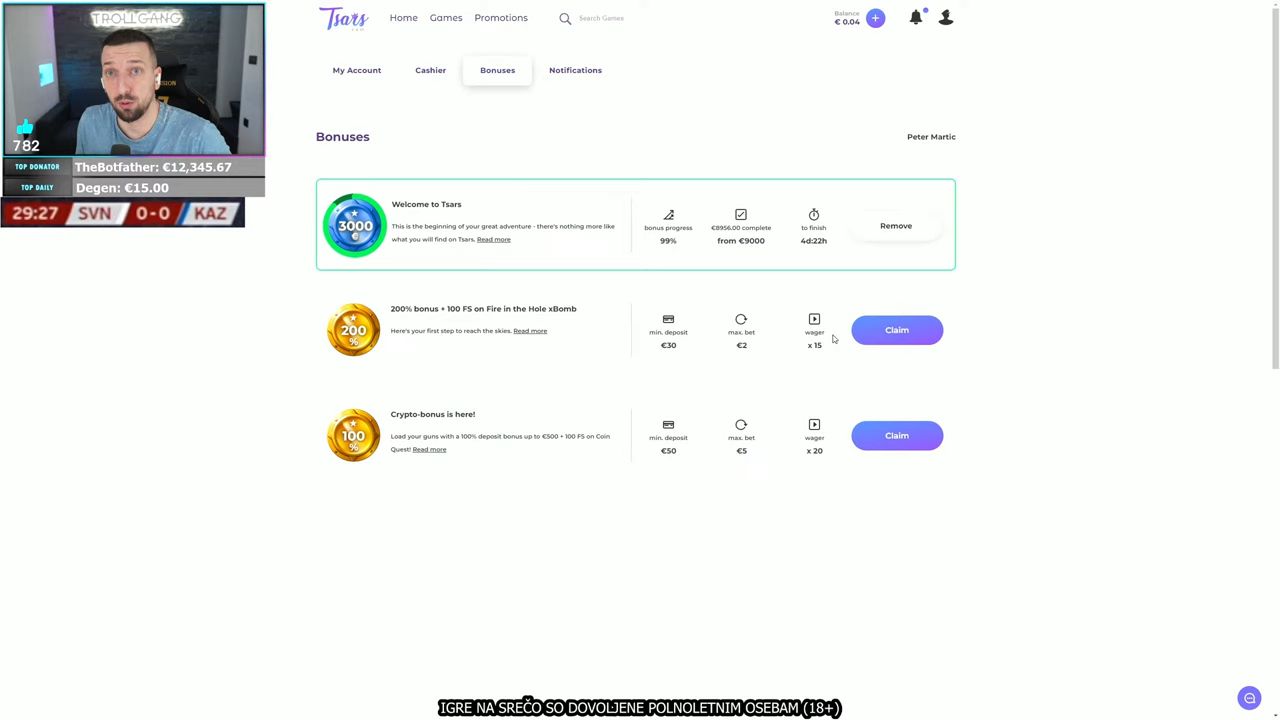 TROLLGANG
782
TOP DONATOR TheBotfather: €12,345.67
TOP DAILY Degen: €15.00
29:27 SVN 0-0 KAZ
Tsars
Home Games Promotions Search Games
Balance
€ 0.04
My Account Cashier Bonuses Notifications
Bonuses
Peter Martic
3000
€
Welcome to Tsars
This is the beginning of your great adventure - there's nothing more like
what you will find on Tsars. Read more
bonus progress
99%
€8956.00 complete
from €9000
to finish
4d:22h
Remove
200
%
200% bonus + 100 FS on Fire in the Hole xBomb
Here's your first step to reach the skies. Read more
min. deposit
€30
max. bet
€2
wager
x 15
Claim
100
%
Crypto-bonus is here!
Load your guns with a 100% deposit bonus up to €500 + 100 FS on Coin
Quest! Read more
min. deposit
€50
max. bet
€5
wager
x 20
Claim
IGRE NA SREČO SO DOVOLJENE POLNOLETNIM OSEBAM (18+)